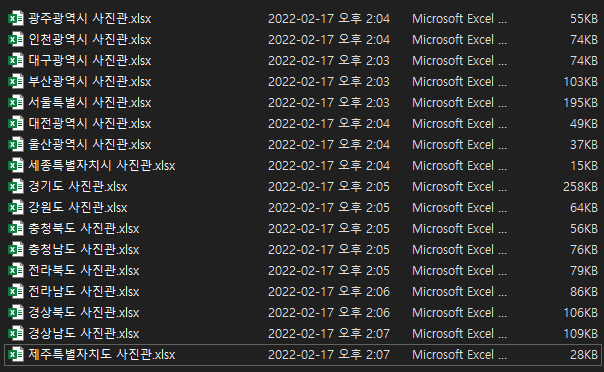 광주광역시 사진관.xlsx 2022-02-17 오후 2:04 Microsoft Excel ... 55KB
인천광역시 사진관.xlsx 2022-02-17 오후 2:04 Microsoft Excel ... 74KB
대구광역시 사진관.xlsx 2022-02-17 오후 2:03 Microsoft Excel ... 74KB
부산광역시 사진관.xlsx 2022-02-17 오후 2:03 Microsoft Excel ... 103KB
서울특별시 사진관.xlsx 2022-02-17 오후 2:03 Microsoft Excel ... 195KB
대전광역시 사진관.xlsx 2022-02-17 오후 2:04 Microsoft Excel ... 49KB
울산광역시 사진관.xlsx 2022-02-17 오후 2:04 Microsoft Excel ... 37KB
세종특별자치시 사진관.xlsx 2022-02-17 오후 2:04 Microsoft Excel ... 15KB
경기도 사진관.xlsx 2022-02-17 오후 2:05 Microsoft Excel ... 258KB
강원도 사진관.xlsx 2022-02-17 오후 2:05 Microsoft Excel ... 64KB
충청북도 사진관.xlsx 2022-02-17 오후 2:05 Microsoft Excel ... 56KB
충청남도 사진관.xlsx 2022-02-17 오후 2:05 Microsoft Excel ... 76KB
전라북도 사진관.xlsx 2022-02-17 오후 2:05 Microsoft Excel ... 79KB
전라남도 사진관.xlsx 2022-02-17 오후 2:06 Microsoft Excel ... 86KB
경상북도 사진관.xlsx 2022-02-17 오후 2:06 Microsoft Excel ... 106KB
경상남도 사진관.xlsx 2022-02-17 오후 2:07 Microsoft Excel ... 109KB
제주특별자치도 사진관.xlsx 2022-02-17 오후 2:07 Microsoft Excel ... 28KB